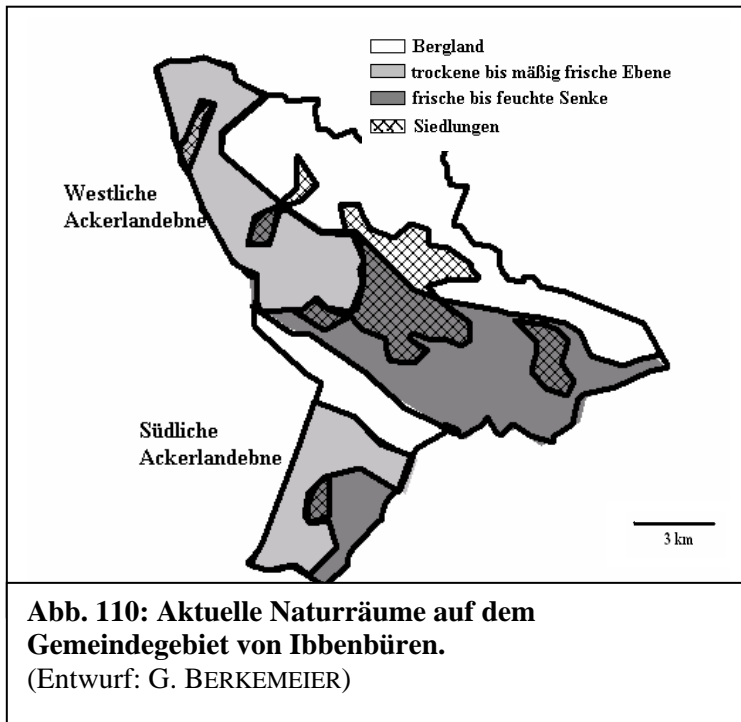 Bergland
trockene bis mäßig frische Ebene
frische bis feuchte Senke
Siedlungen
Westliche
Ackerlandebne
Südliche
Ackerlandebne
3 km
Abb. 110: Aktuelle Naturräume auf dem
Gemeindegebiet von Ibbenbüren.
(Entwurf: G. BERKEMEIER)